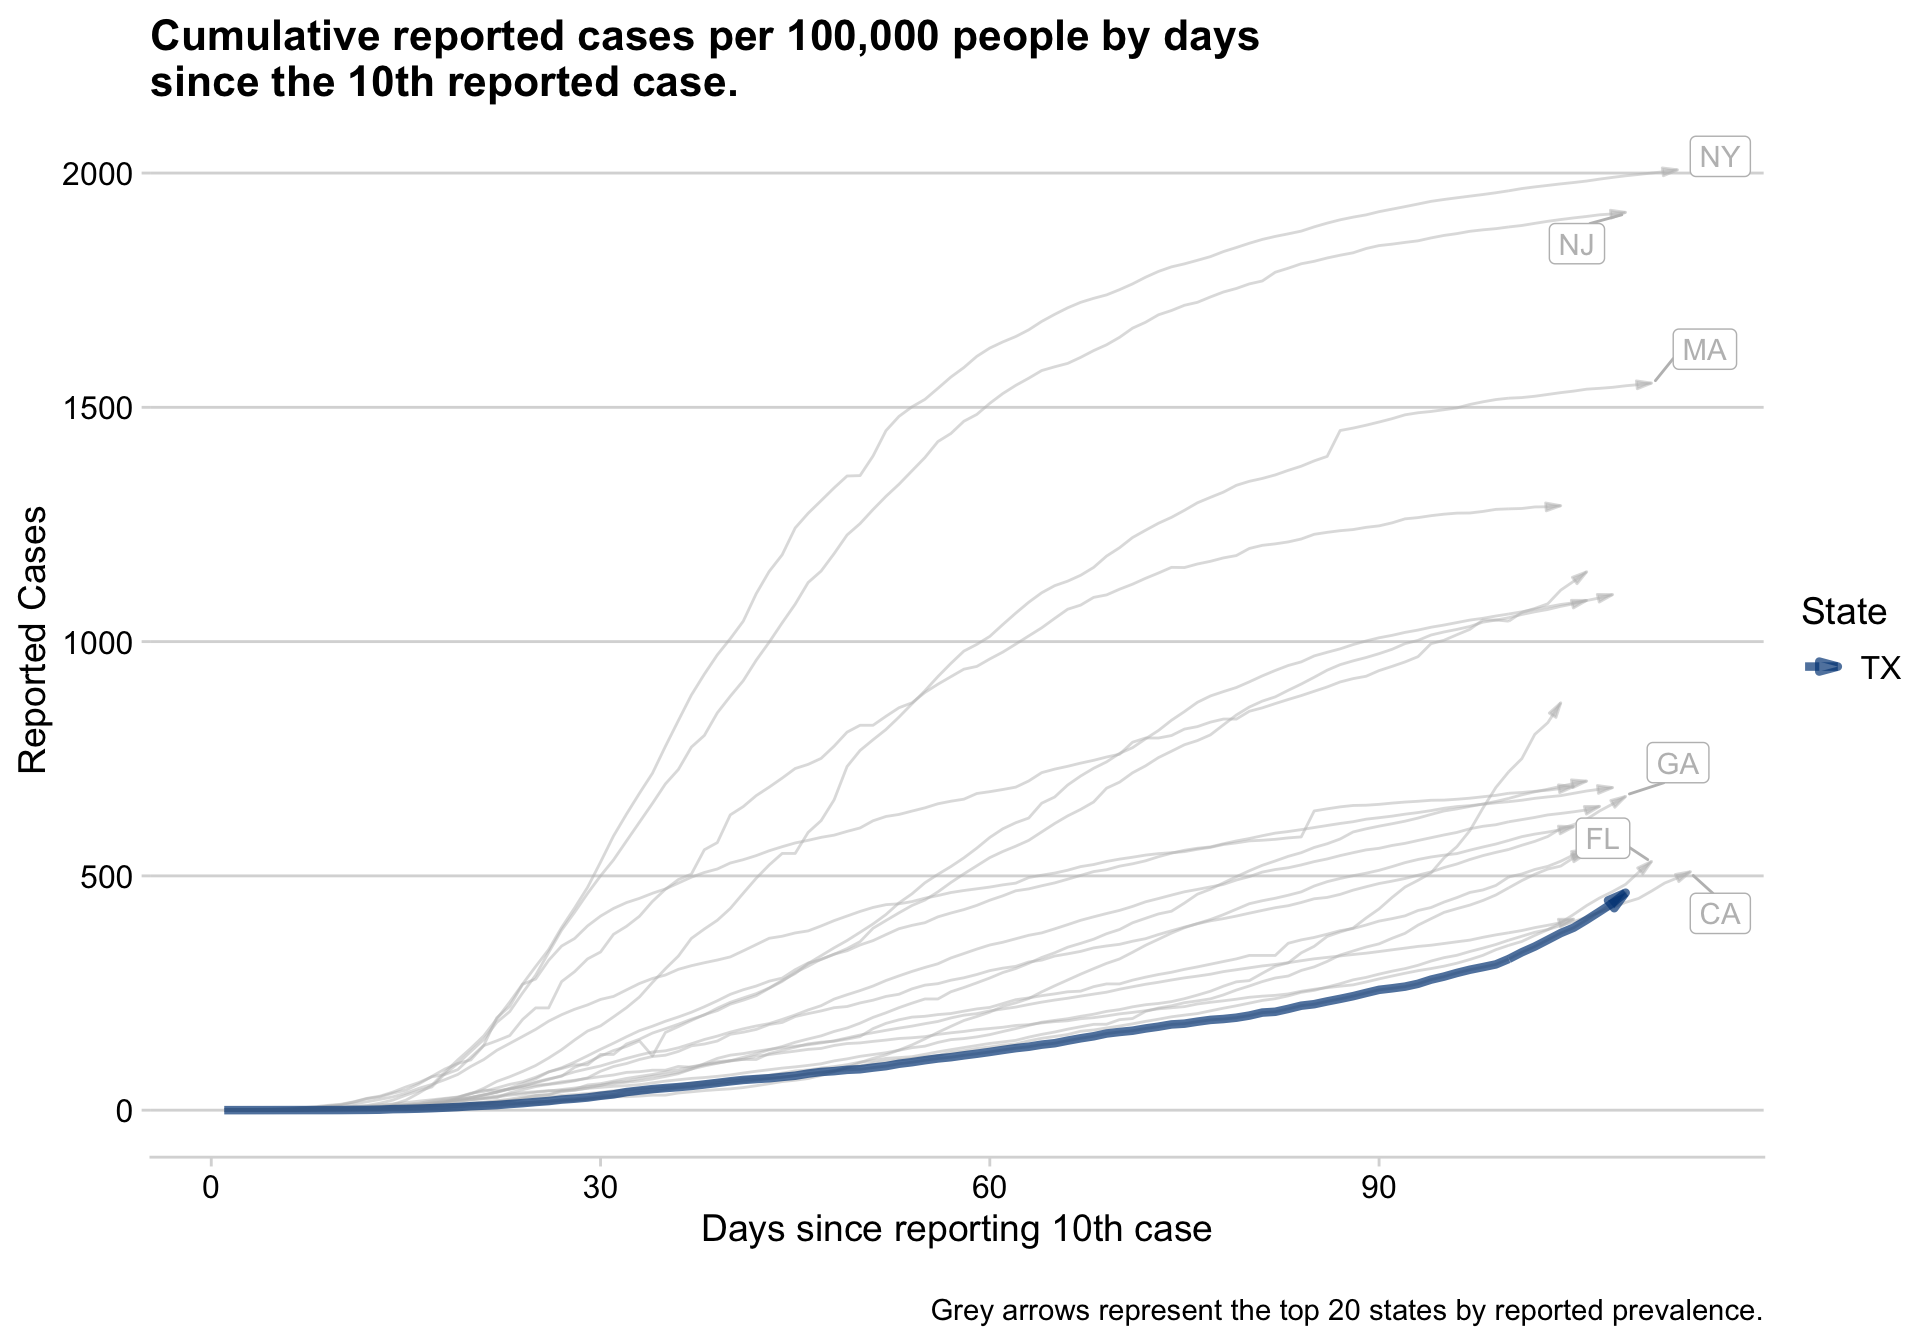 Cumulative reported cases per 100,000 people by days
since the 10th reported case.
2000
1500
1000
500
0
Reported Cases
NY
NJ
MA
GA
FL
CA
State
TX
0 30 60 90
Days since reporting 10th case
Grey arrows represent the top 20 states by reported prevalence.